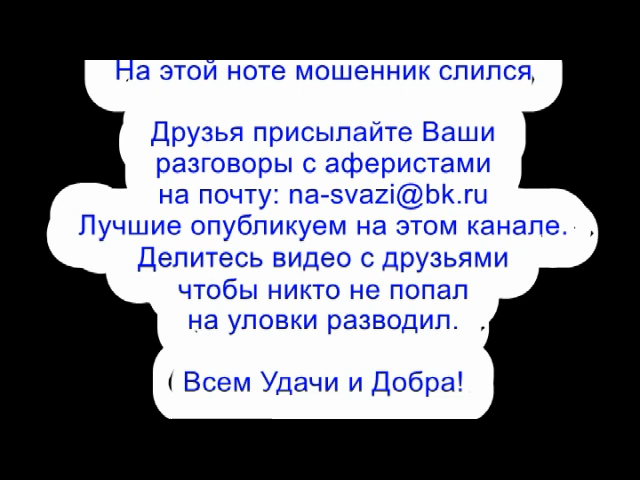 На этой ноте мошенник слился
Друзья присылайте Ваши
разговоры с аферистами
на почту: na-svazi@bk.ru
Лучшие опубликуем на этом канале.
Делитесь видео с друзьями
чтобы никто не попал
на уловки разводил.
Всем Удачи и Добра!